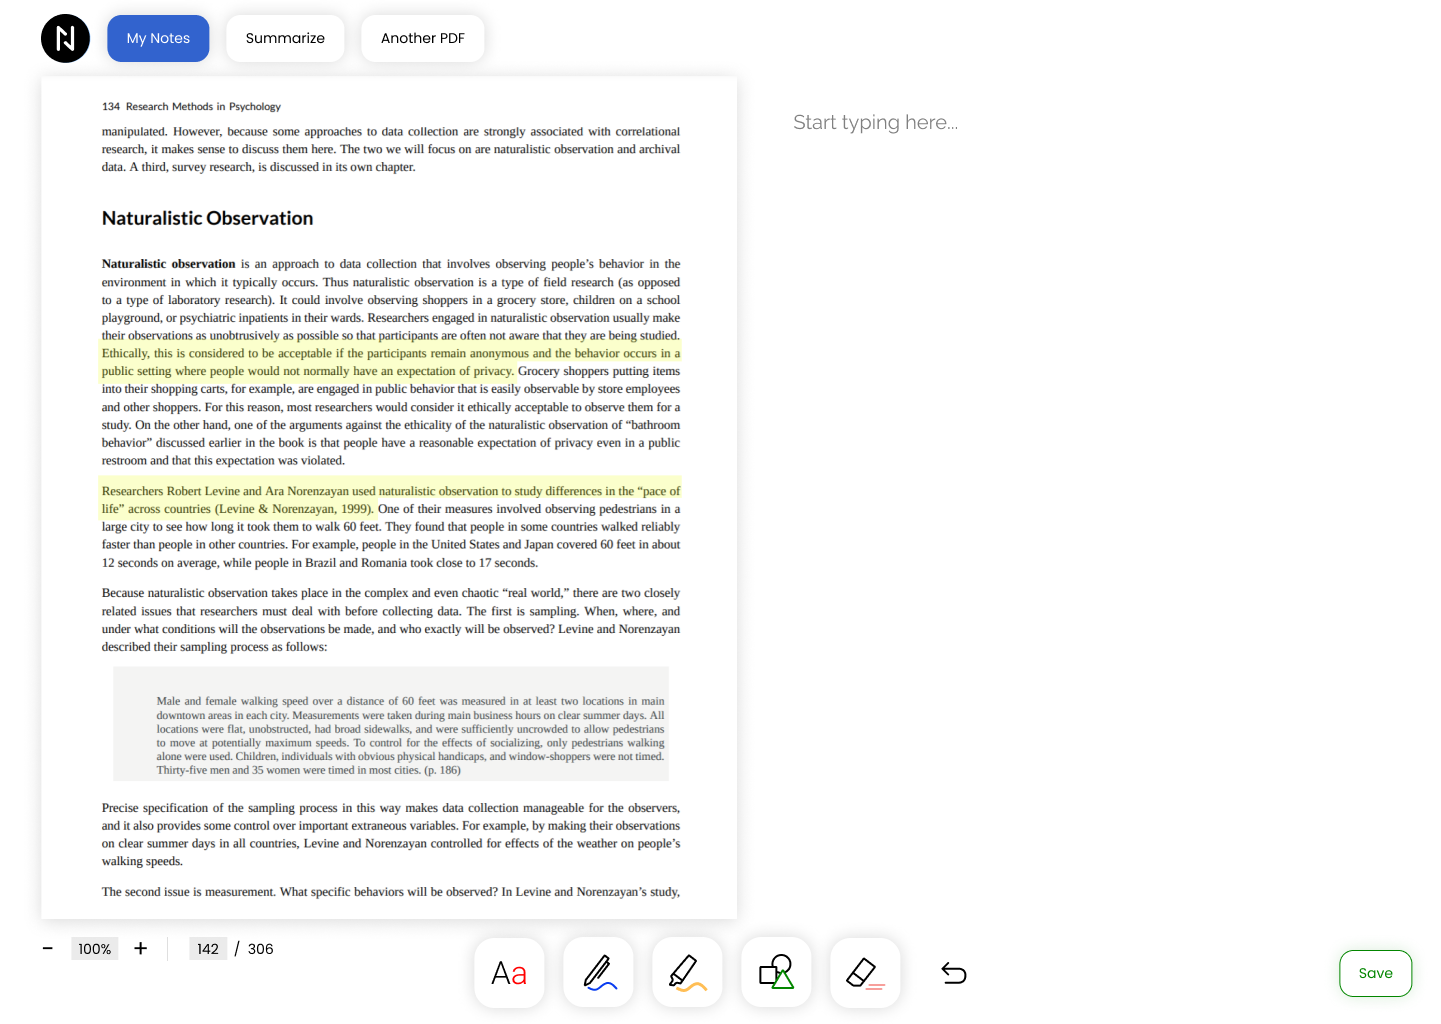 N
My Notes
Summarize
Another PDF
134 Research Methods in Psychology
manipulated. However, because some approaches to data collection are strongly associated with correlational
research, it makes sense to discuss them here. The two we will focus on are naturalistic observation and archival
data. A third, survey research, is discussed in its own chapter.
Naturalistic Observation
Naturalistic observation is an approach to data collection that involves observing people’s behavior in the
environment in which it typically occurs. Thus naturalistic observation is a type of field research (as opposed
to a type of laboratory research). It could involve observing shoppers in a grocery store, children on a school
playground, or psychiatric inpatients in their wards. Researchers engaged in naturalistic observation usually make
their observations as unobtrusively as possible so that participants are often not aware that they are being studied.
Ethically, this is considered to be acceptable if the participants remain anonymous and the behavior occurs in a
public setting where people would not normally have an expectation of privacy. Grocery shoppers putting items
into their shopping carts, for example, are engaged in public behavior that is easily observable by store employees
and other shoppers. For this reason, most researchers would consider it ethically acceptable to observe them for a
study. On the other hand, one of the arguments against the ethicality of the naturalistic observation of “bathroom
behavior” discussed earlier in the book is that people have a reasonable expectation of privacy even in a public
restroom and that this expectation was violated.
Researchers Robert Levine and Ara Norenzayan used naturalistic observation to study differences in the “pace of
life” across countries (Levine & Norenzayan, 1999). One of their measures involved observing pedestrians in a
large city to see how long it took them to walk 60 feet. They found that people in some countries walked reliably
faster than people in other countries. For example, people in the United States and Japan covered 60 feet in about
12 seconds on average, while people in Brazil and Romania took close to 17 seconds.
Because naturalistic observation takes place in the complex and even chaotic “real world,” there are two closely
related issues that researchers must deal with before collecting data. The first is sampling. When, where, and
under what conditions will the observations be made, and who exactly will be observed? Levine and Norenzayan
described their sampling process as follows:
Male and female walking speed over a distance of 60 feet was measured in at least two locations in main
downtown areas in each city. Measurements were taken during main business hours on clear summer days. All
locations were flat, unobstructed, had broad sidewalks, and were sufficiently uncrowded to allow pedestrians
to move at potentially maximum speeds. To control for the effects of socializing, only pedestrians walking
alone were used. Children, individuals with obvious physical handicaps, and window-shoppers were not timed.
Thirty-five men and 35 women were timed in most cities. (p. 186)
Precise specification of the sampling process in this way makes data collection manageable for the observers,
and it also provides some control over important extraneous variables. For example, by making their observations
on clear summer days in all countries, Levine and Norenzayan controlled for effects of the weather on people’s
walking speeds.
The second issue is measurement. What specific behaviors will be observed? In Levine and Norenzayan’s study,
Start typing here...
− 100% + 142 / 306
Aa
Save